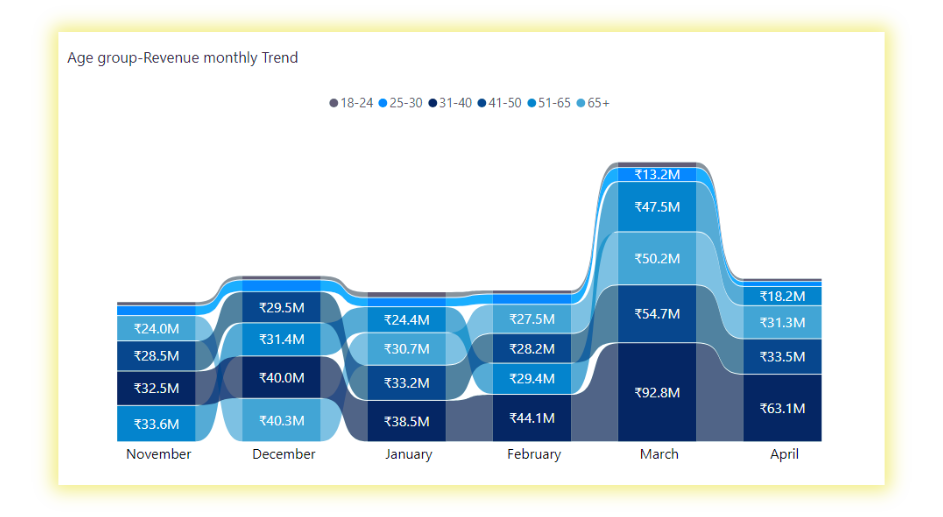 Age group-Revenue monthly Trend
18-24 25-30 31-40 41-50 51-65 65+
₹24.0M
₹28.5M
₹32.5M
₹33.6M
₹29.5M
₹31.4M
₹40.0M
₹40.3M
₹24.4M
₹30.7M
₹33.2M
₹38.5M
₹27.5M
₹28.2M
₹29.4M
₹44.1M
₹13.2M
₹47.5M
₹50.2M
₹54.7M
₹92.8M
₹18.2M
₹31.3M
₹33.5M
₹63.1M
November December January February March April